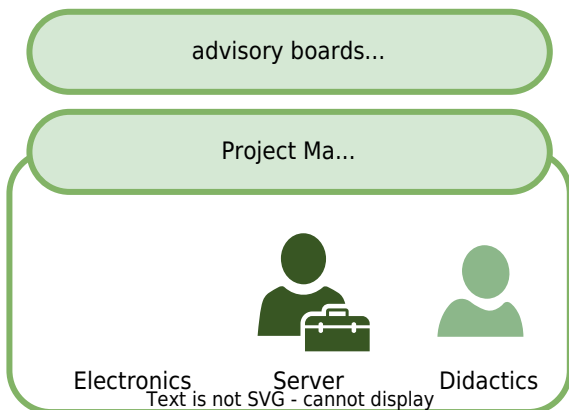 advisory boards...
Project Ma...
Electronics Server Didactics
Text is not SVG - cannot display